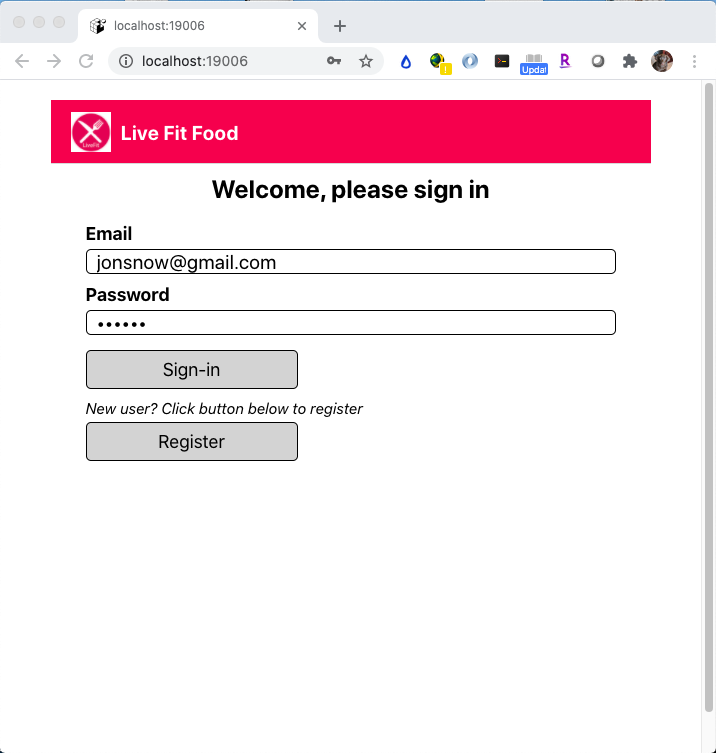 localhost:19006
localhost:19006
Updat
R
LiveFit
Live Fit Food
Welcome, please sign in
Email
jonsnow@gmail.com
Password
••••••
Sign-in
New user? Click button below to register
Register